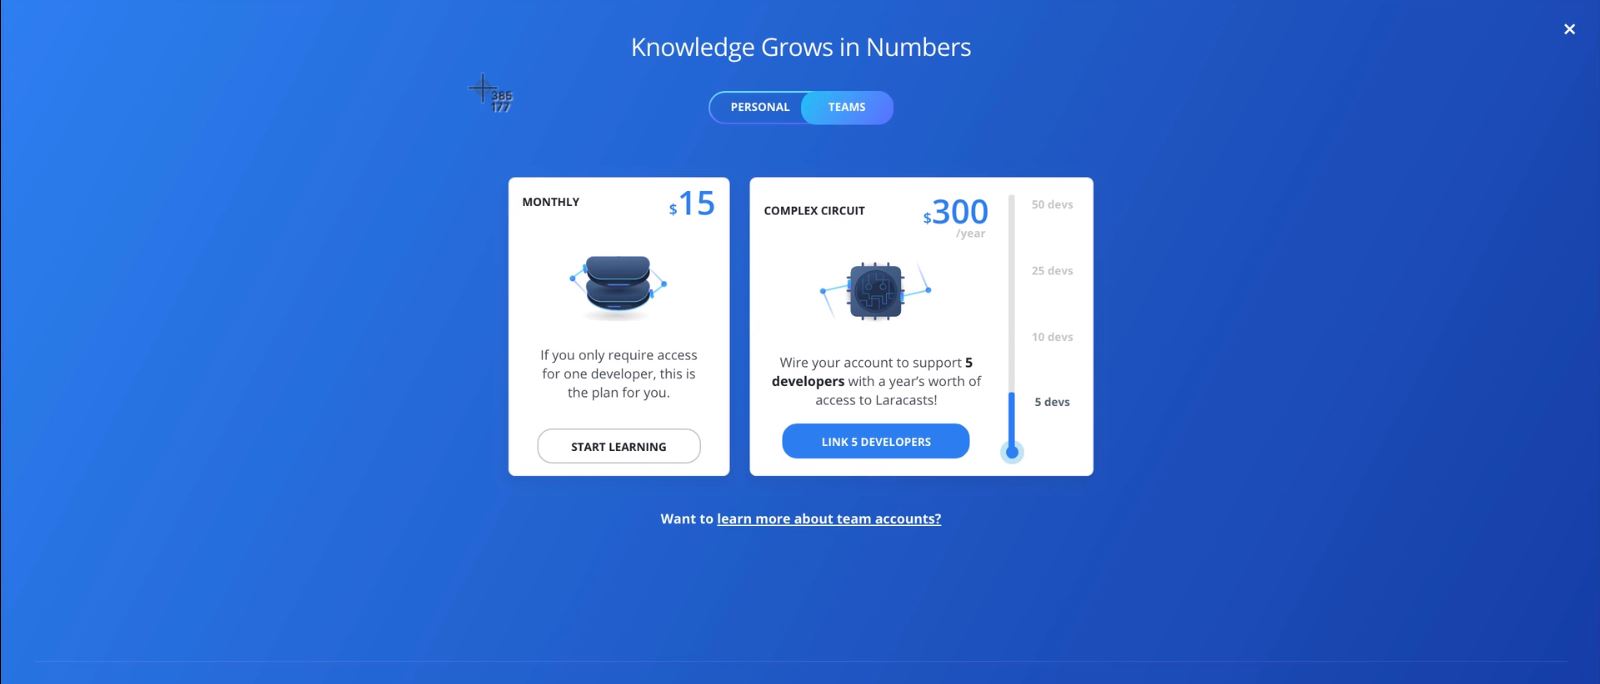 Knowledge Grows in Numbers
×
385
177
PERSONAL TEAMS
MONTHLY
$15
If you only require access
for one developer, this is
the plan for you.
START LEARNING
COMPLEX CIRCUIT
$300
/year
Wire your account to support 5
developers with a year’s worth of
access to Laracasts!
LINK 5 DEVELOPERS
50 devs
25 devs
10 devs
5 devs
Want to learn more about team accounts?